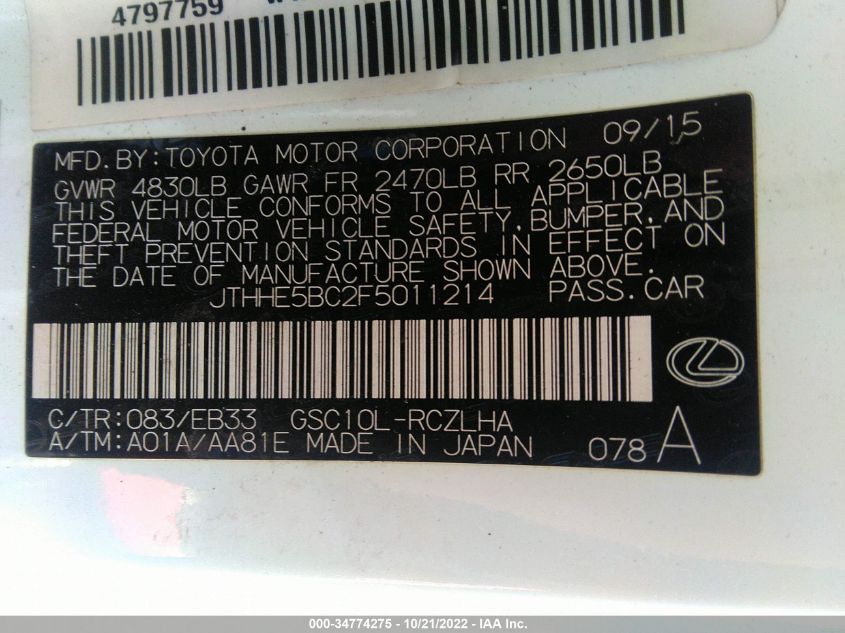 4797759
MFD.BY:TOYOTA MOTOR CORPORATION 09/15
GVWR 4830LB GAWR FR 2470LB RR 2650LB
THIS VEHICLE CONFORMS TO ALL APPLICABLE
FEDERAL MOTOR VEHICLE SAFETY,BUMPER,AND
THEFT PREVENTION STANDARDS IN EFFECT ON
THE DATE OF MANUFACTURE SHOWN ABOVE.
JTHHE5BC2F5011214 PASS.CAR
C/TR:083/EB33 GSC10L-RCZLHA
A/TM:A01A/AA81E MADE IN JAPAN 078 A
000-34774275 - 10/21/2022 - IAA Inc.